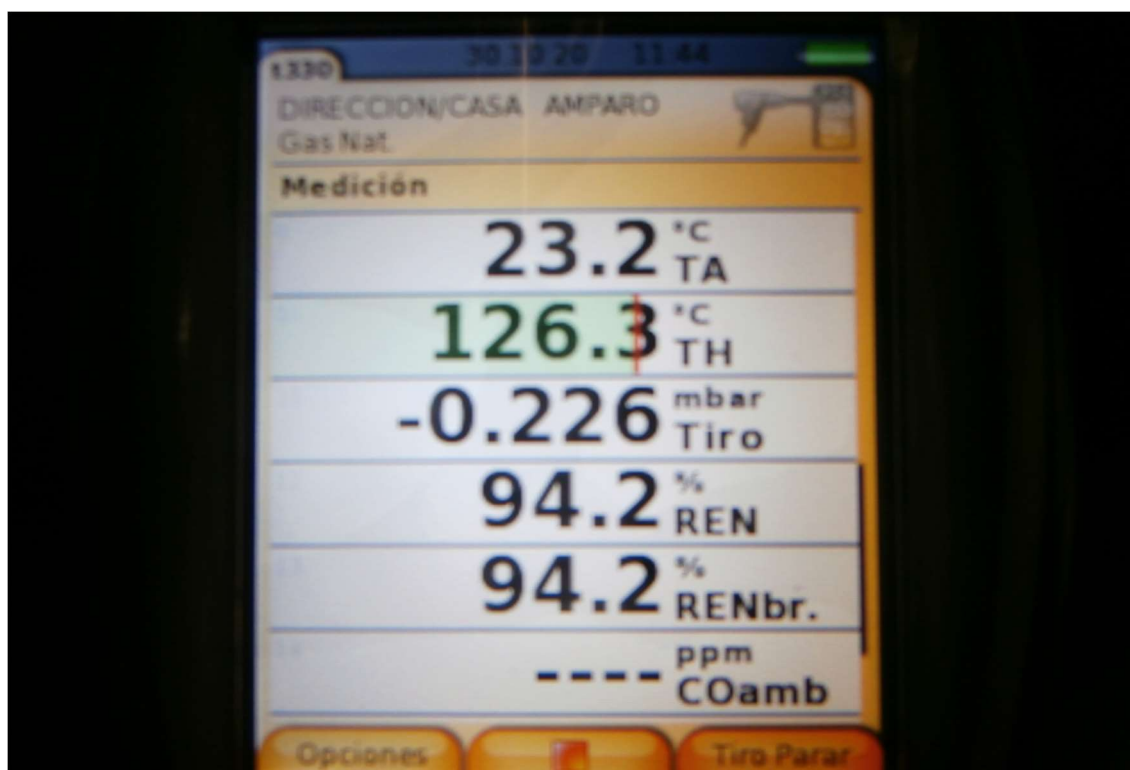 t330
30.10.20 11:44
DIRECCION/CASA AMPARO
Gas Nat.
Medición
23.2 °C TA
126.3 °C TH
-0.226 mbar Tiro
94.2 % REN
94.2 % RENbr.
---- ppm COamb
Opciones Tiro Parar